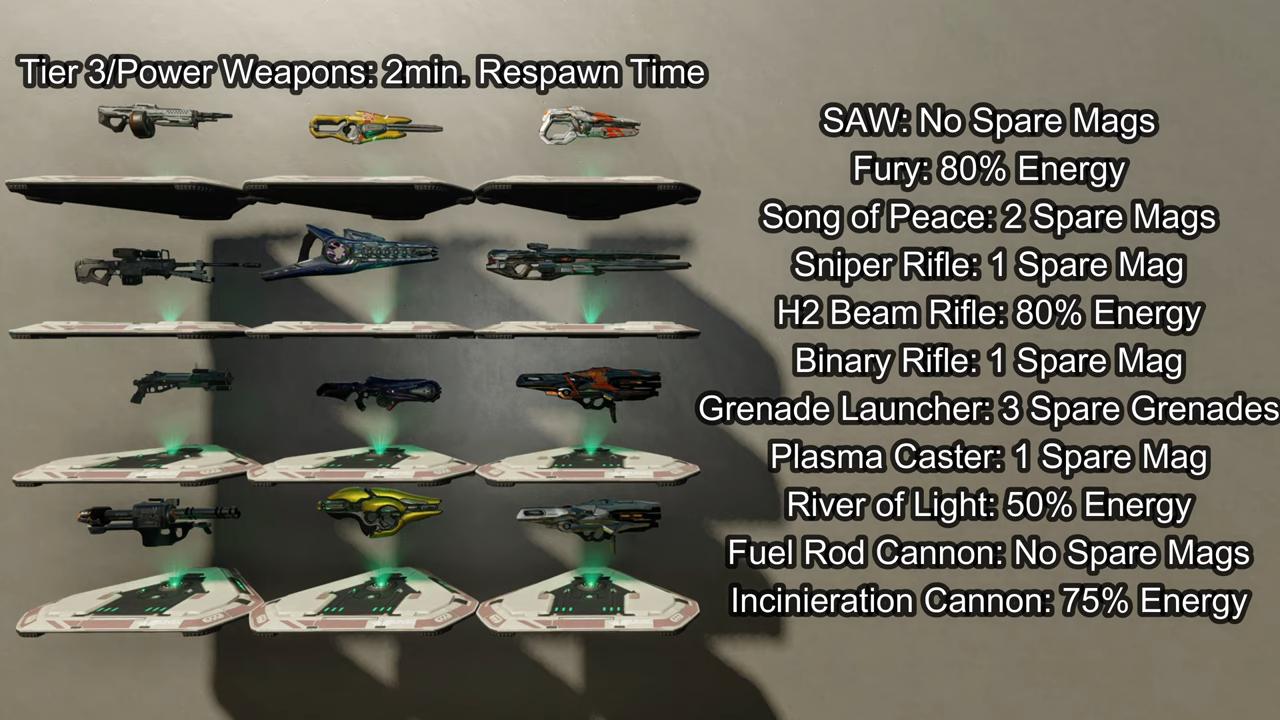 Tier 3/Power Weapons: 2min. Respawn Time
SAW: No Spare Mags
Fury: 80% Energy
Song of Peace: 2 Spare Mags
Sniper Rifle: 1 Spare Mag
H2 Beam Rifle: 80% Energy
Binary Rifle: 1 Spare Mag
Grenade Launcher: 3 Spare Grenades
Plasma Caster: 1 Spare Mag
River of Light: 50% Energy
Fuel Rod Cannon: No Spare Mags
Incinieration Cannon: 75% Energy